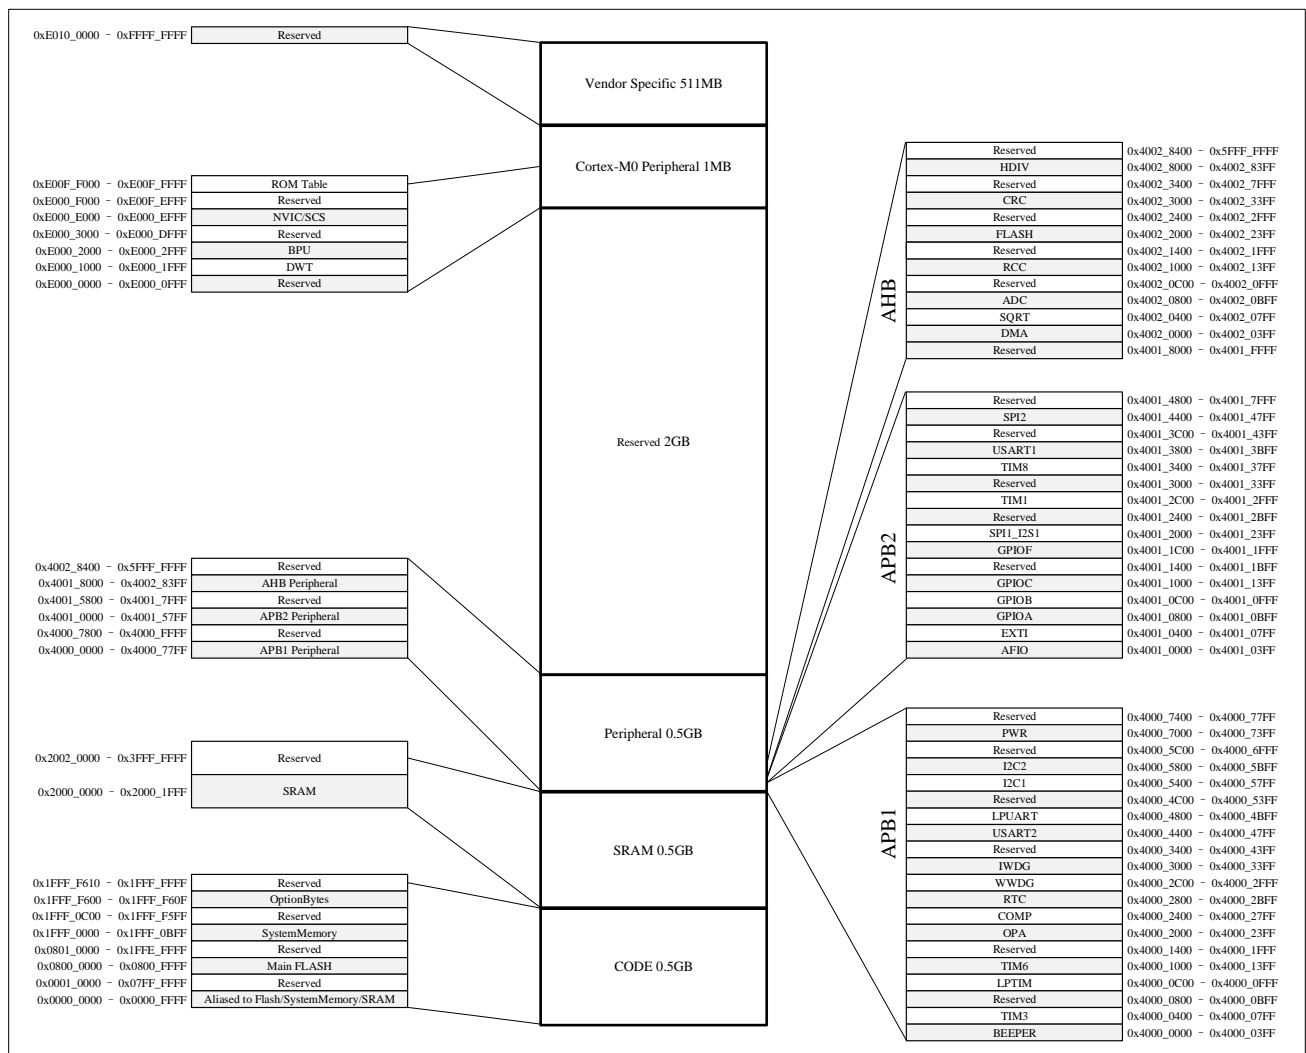 0xE010_0000 - 0xFFFF_FFFF Reserved
0xE00F_F000 - 0xE00F_FFFF ROM Table
0xE000_F000 - 0xE00F_EFFF Reserved
0xE000_E000 - 0xE000_EFFF NVIC/SCS
0xE000_3000 - 0xE000_DFFF Reserved
0xE000_2000 - 0xE000_2FFF BPU
0xE000_1000 - 0xE000_1FFF DWT
0xE000_0000 - 0xE000_0FFF Reserved
0x4002_8400 - 0x5FFF_FFFF Reserved
0x4001_8000 - 0x4002_83FF AHB Peripheral
0x4001_5800 - 0x4001_7FFF Reserved
0x4001_0000 - 0x4001_57FF APB2 Peripheral
0x4000_7800 - 0x4000_FFFF Reserved
0x4000_0000 - 0x4000_77FF APB1 Peripheral
0x2002_0000 - 0x3FFF_FFFF Reserved
0x2000_0000 - 0x2000_1FFF SRAM
0x1FFF_F610 - 0x1FFF_FFFF Reserved
0x1FFF_F600 - 0x1FFF_F60F OptionBytes
0x1FFF_0C00 - 0x1FFF_F5FF Reserved
0x1FFF_0000 - 0x1FFF_0BFF SystemMemory
0x0801_0000 - 0x1FFE_FFFF Reserved
0x0800_0000 - 0x0800_FFFF Main FLASH
0x0001_0000 - 0x07FF_FFFF Reserved
0x0000_0000 - 0x0000_FFFF Aliased to Flash/SystemMemory/SRAM
Vendor Specific 511MB
Cortex-M0 Peripheral 1MB
Reserved 2GB
Peripheral 0.5GB
SRAM 0.5GB
CODE 0.5GB
AHB
Reserved 0x4002_8400 - 0x5FFF_FFFF
HDIV 0x4002_8000 - 0x4002_83FF
Reserved 0x4002_3400 - 0x4002_7FFF
CRC 0x4002_3000 - 0x4002_33FF
Reserved 0x4002_2400 - 0x4002_2FFF
FLASH 0x4002_2000 - 0x4002_23FF
Reserved 0x4002_1400 - 0x4002_1FFF
RCC 0x4002_1000 - 0x4002_13FF
Reserved 0x4002_0C00 - 0x4002_0FFF
ADC 0x4002_0800 - 0x4002_0BFF
SQRT 0x4002_0400 - 0x4002_07FF
DMA 0x4002_0000 - 0x4002_03FF
Reserved 0x4001_8000 - 0x4001_FFFF
APB2
Reserved 0x4001_4800 - 0x4001_7FFF
SPI2 0x4001_4400 - 0x4001_47FF
Reserved 0x4001_3C00 - 0x4001_43FF
USART1 0x4001_3800 - 0x4001_3BFF
TIM8 0x4001_3400 - 0x4001_37FF
Reserved 0x4001_3000 - 0x4001_33FF
TIM1 0x4001_2C00 - 0x4001_2FFF
Reserved 0x4001_2400 - 0x4001_2BFF
SPI1_I2S1 0x4001_2000 - 0x4001_23FF
GPIOF 0x4001_1C00 - 0x4001_1FFF
Reserved 0x4001_1400 - 0x4001_1BFF
GPIOC 0x4001_1000 - 0x4001_13FF
GPIOB 0x4001_0C00 - 0x4001_0FFF
GPIOA 0x4001_0800 - 0x4001_0BFF
EXTI 0x4001_0400 - 0x4001_07FF
AFIO 0x4001_0000 - 0x4001_03FF
APB1
Reserved 0x4000_7400 - 0x4000_77FF
PWR 0x4000_7000 - 0x4000_73FF
Reserved 0x4000_5C00 - 0x4000_6FFF
I2C2 0x4000_5800 - 0x4000_5BFF
I2C1 0x4000_5400 - 0x4000_57FF
Reserved 0x4000_4C00 - 0x4000_53FF
LPUART 0x4000_4800 - 0x4000_4BFF
USART2 0x4000_4400 - 0x4000_47FF
Reserved 0x4000_3400 - 0x4000_43FF
IWDG 0x4000_3000 - 0x4000_33FF
WWDG 0x4000_2C00 - 0x4000_2FFF
RTC 0x4000_2800 - 0x4000_2BFF
COMP 0x4000_2400 - 0x4000_27FF
OPA 0x4000_2000 - 0x4000_23FF
Reserved 0x4000_1400 - 0x4000_1FFF
TIM6 0x4000_1000 - 0x4000_13FF
LPTIM 0x4000_0C00 - 0x4000_0FFF
Reserved 0x4000_0800 - 0x4000_0BFF
TIM3 0x4000_0400 - 0x4000_07FF
BEEPER 0x4000_0000 - 0x4000_03FF